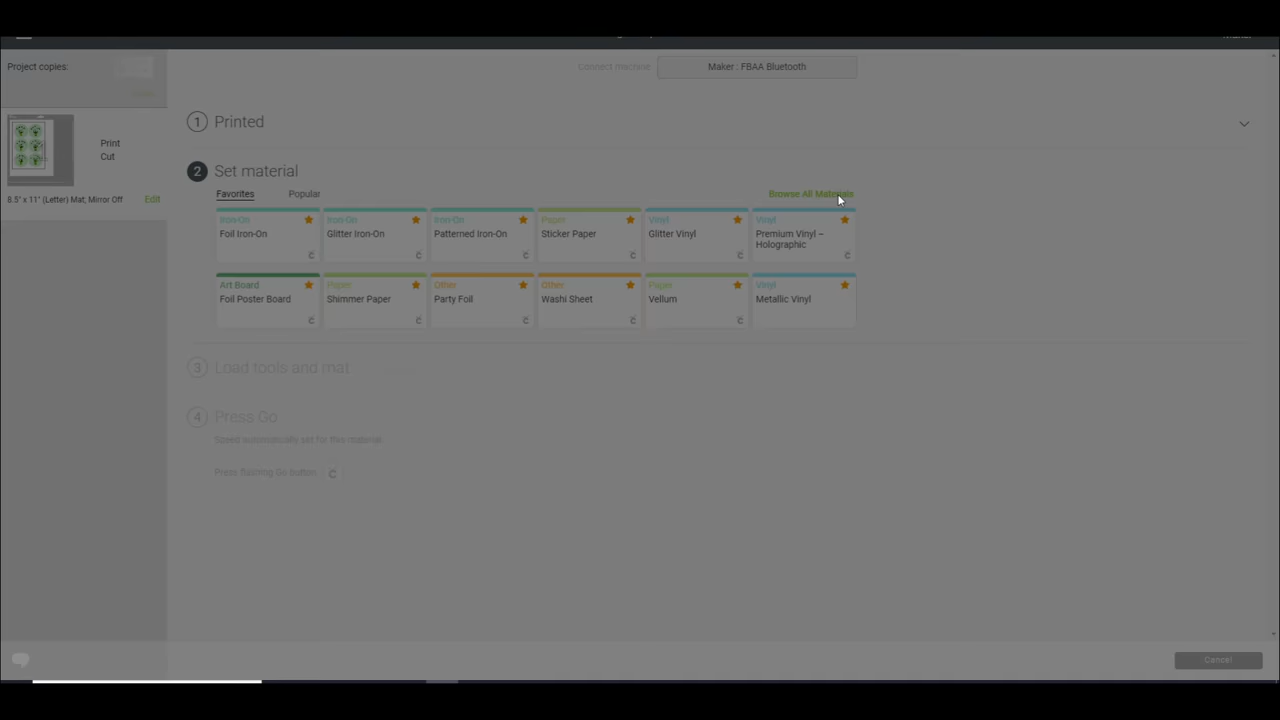 Project copies:
Connect machine
Maker : FBAA Bluetooth
1 Printed
Print
Cut
8.5" x 11" (Letter) Mat, Mirror Off
Edit
2 Set material
Favorites
Popular
Browse All Materials
Iron-On
Foil Iron-On
Iron-On
Glitter Iron-On
Iron-On
Patterned Iron-On
Paper
Sticker Paper
Vinyl
Glitter Vinyl
Vinyl
Premium Vinyl –
Holographic
Art Board
Foil Poster Board
Paper
Shimmer Paper
Other
Party Foil
Other
Washi Sheet
Paper
Vellum
Vinyl
Metallic Vinyl
3 Load tools and mat
4 Press Go
Speed automatically set for this material.
Press flashing Go button
Cancel